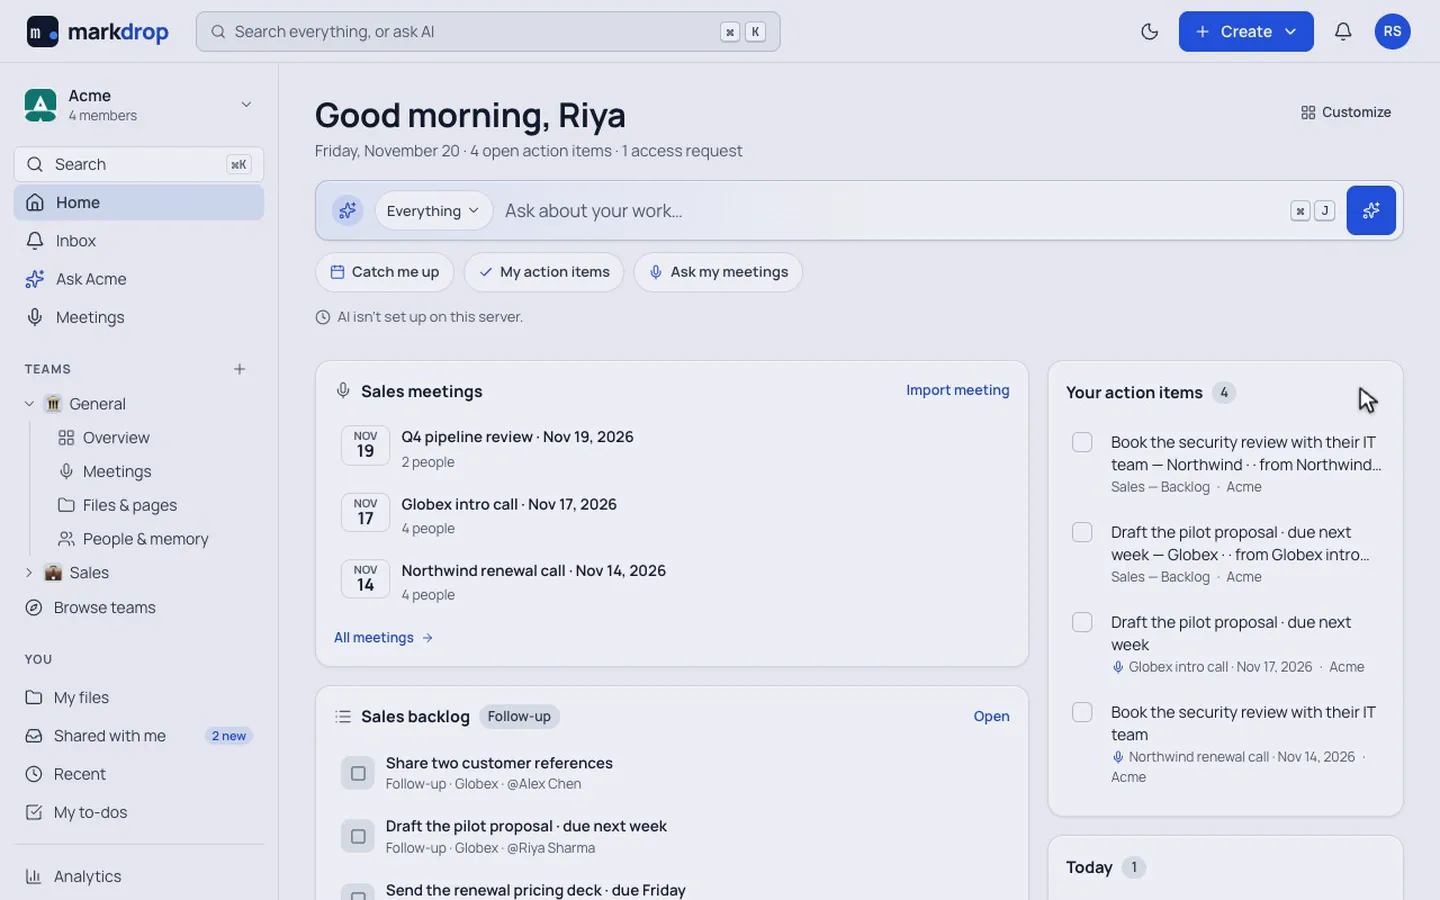 m.
markdrop
Search everything, or ask AI
⌘ K
Create
RS
Acme
4 members
Search
⌘K
Home
Inbox
Ask Acme
Meetings
TEAMS
General
Overview
Meetings
Files & pages
People & memory
Sales
Browse teams
YOU
My files
Shared with me
2 new
Recent
My to-dos
Analytics
Good morning, Riya
Customize
Friday, November 20 · 4 open action items · 1 access request
Everything
Ask about your work...
⌘ J
Catch me up
My action items
Ask my meetings
AI isn't set up on this server.
Sales meetings
Import meeting
NOV
19
Q4 pipeline review · Nov 19, 2026
2 people
NOV
17
Globex intro call · Nov 17, 2026
4 people
NOV
14
Northwind renewal call · Nov 14, 2026
4 people
All meetings →
Sales backlog
Follow-up
Open
Share two customer references
Follow-up · Globex · @Alex Chen
Draft the pilot proposal · due next week
Follow-up · Globex · @Riya Sharma
Send the renewal pricing deck · due Friday
Your action items
4
Book the security review with their IT
team — Northwind · · from Northwind...
Sales — Backlog · Acme
Draft the pilot proposal · due next
week — Globex · · from Globex intro...
Sales — Backlog · Acme
Draft the pilot proposal · due next
week
Globex intro call · Nov 17, 2026 · Acme
Book the security review with their IT
team
Northwind renewal call · Nov 14, 2026 ·
Acme
Today
1